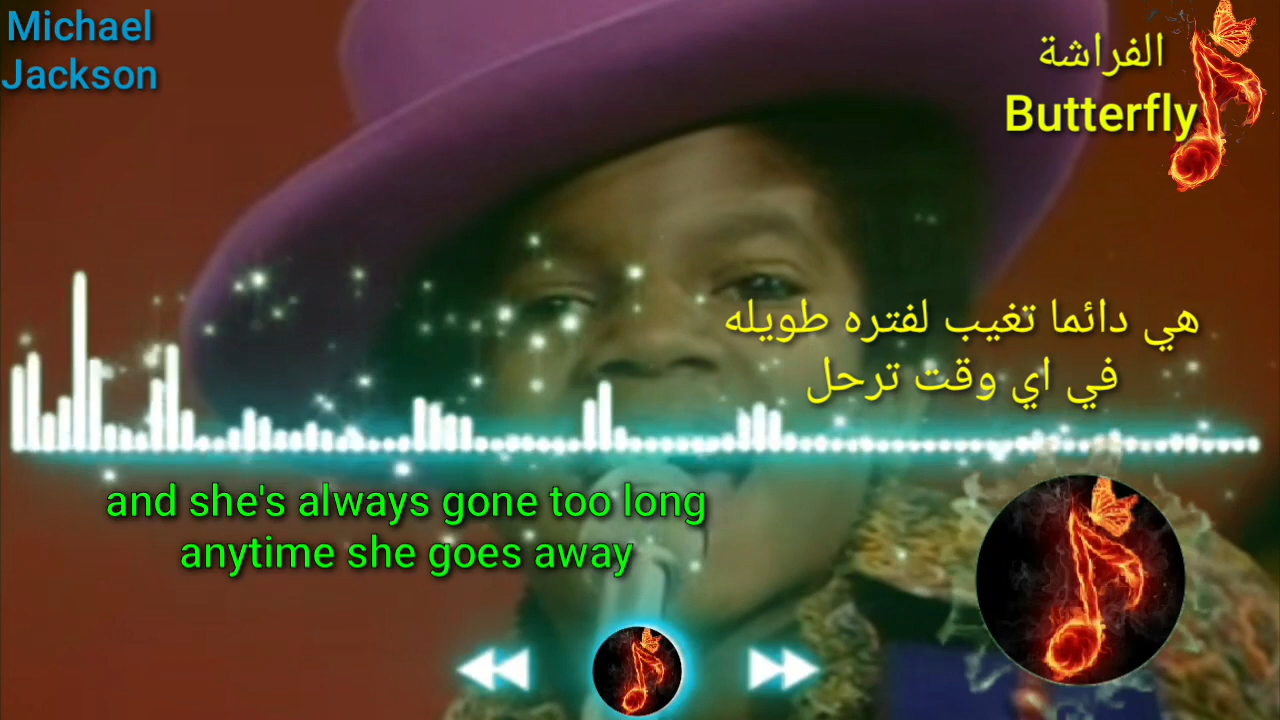 Michael
Jackson
الفراشة
Butterfly
هي دائما تغيب لفتره طويله
في اي وقت ترحل
and she's always gone too long
anytime she goes away